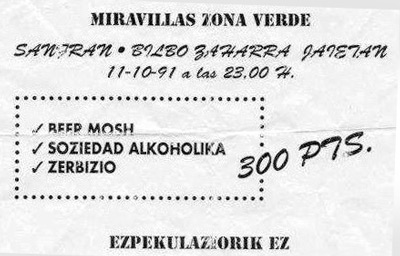 MIRAVILLAS ZONA VERDE
SANFRAN • BILBO ZAHARRA JAIETAN
11-10-91 a las 23,00 H.
✓ BEER MOSH
✓ SOZIEDAD ALKOHOLIKA
✓ ZERBIZIO
300 PTS.
EZPEKULAZIORIK EZ